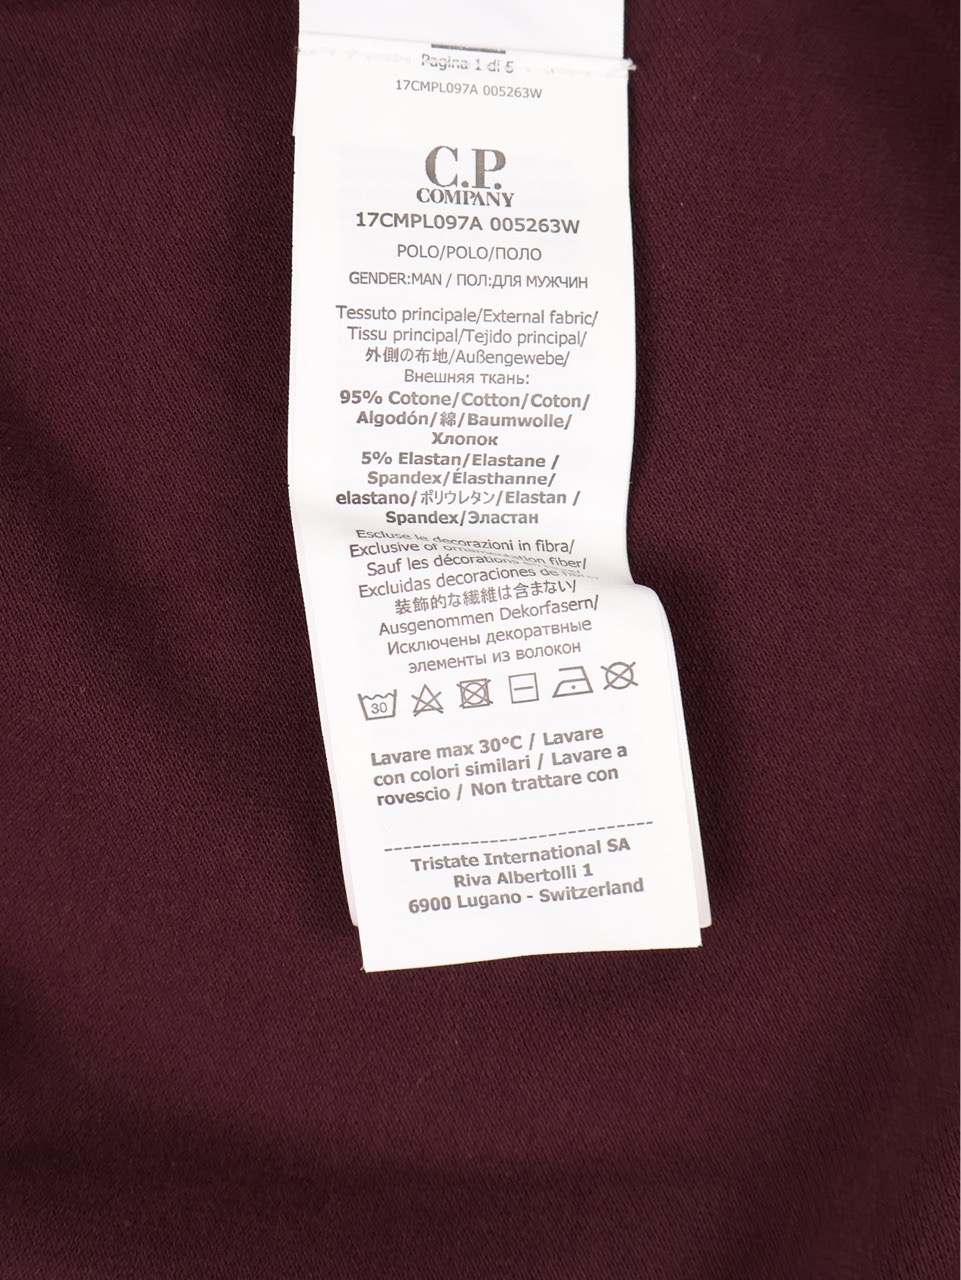 Pagina 1 di 5
17CMPL097A 005263W
C.P.
COMPANY
17CMPL097A 005263W
POLO/POLO/ПОЛО
GENDER:MAN / ПОЛ:ДЛЯ МУЖЧИН
Tessuto principale/External fabric/
Tissu principal/Tejido principal/
外側の布地/Außengewebe/
Внешняя ткань:
95% Cotone/Cotton/Coton/
Algodón/綿/Baumwolle/
Хлопок
5% Elastan/Elastane /
Spandex/Élasthanne/
elastano/ポリウレタン/Elastan /
Spandex/Эластан
Escluse le decorazioni in fibra/
Exclusive of ornamentation fiber/
Sauf les décorations fiber/
Excluidas decoraciones de
装飾的な繊維は含まない/
Ausgenommen Dekorfasern/
Исключены декоратвные
элементы из волокон
30
Lavare max 30°C / Lavare
con colori similari / Lavare a
rovescio / Non trattare con
Tristate International SA
Riva Albertolli 1
6900 Lugano - Switzerland